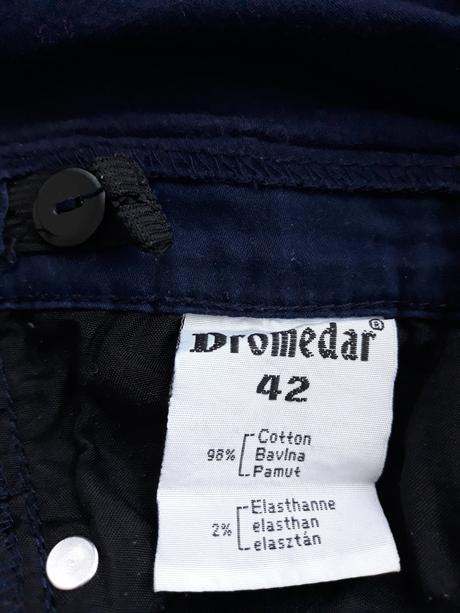 Dromedar®
42
98% Cotton
Bavlna
Pamut
2% Elasthanne
elasthan
elasztán